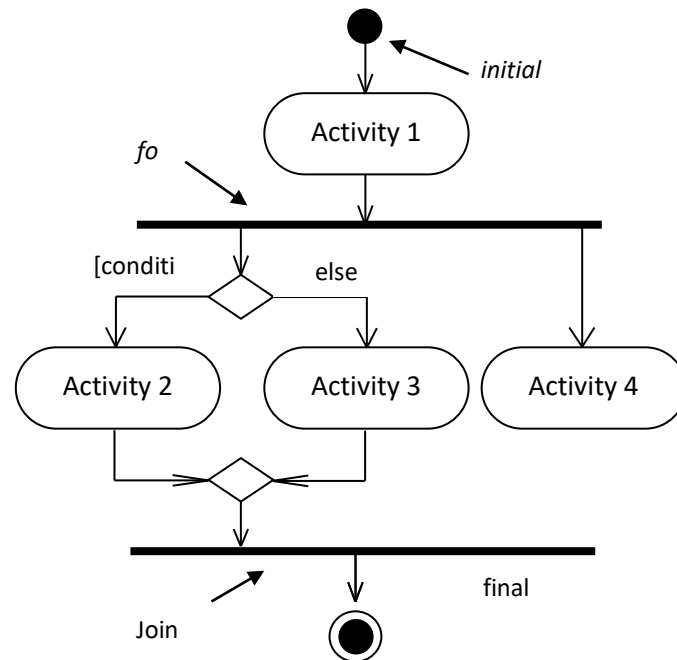 initial
Activity 1
fo
[conditi
else
Activity 2
Activity 3
Activity 4
final
Join